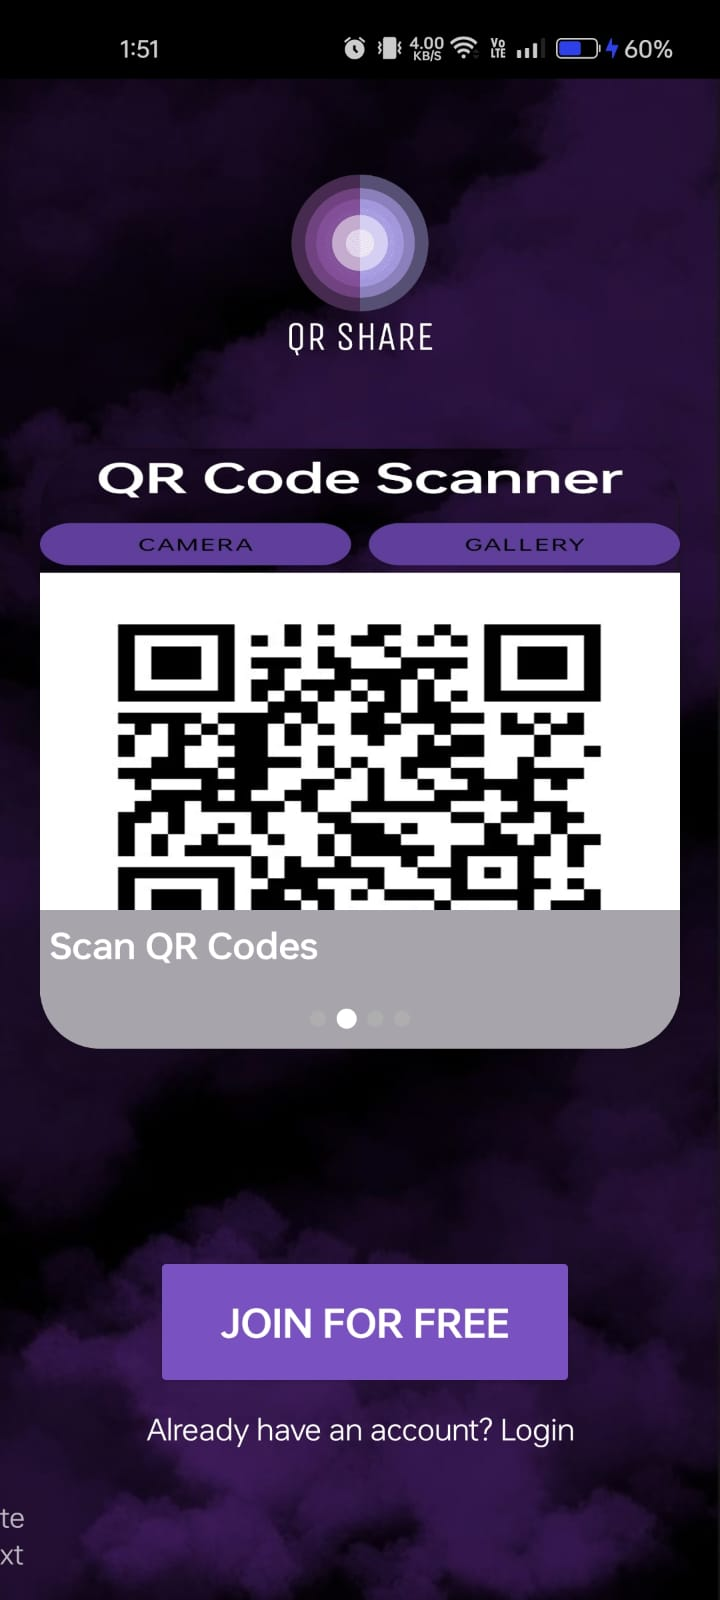 1:51
4.00
KB/S
Vo
LTE
60%
QR SHARE
QR Code Scanner
CAMERA
GALLERY
Scan QR Codes
JOIN FOR FREE
Already have an account? Login
te
xt